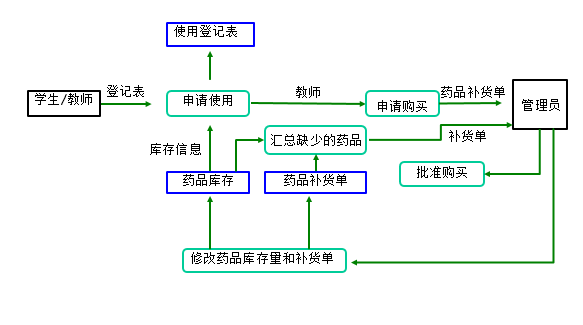 使用登记表
学生/教师
登记表
申请使用
教师
申请购买
药品补货单
管理员
库存信息
汇总缺少的药品
补货单
药品库存
药品补货单
批准购买
修改药品库存量和补货单